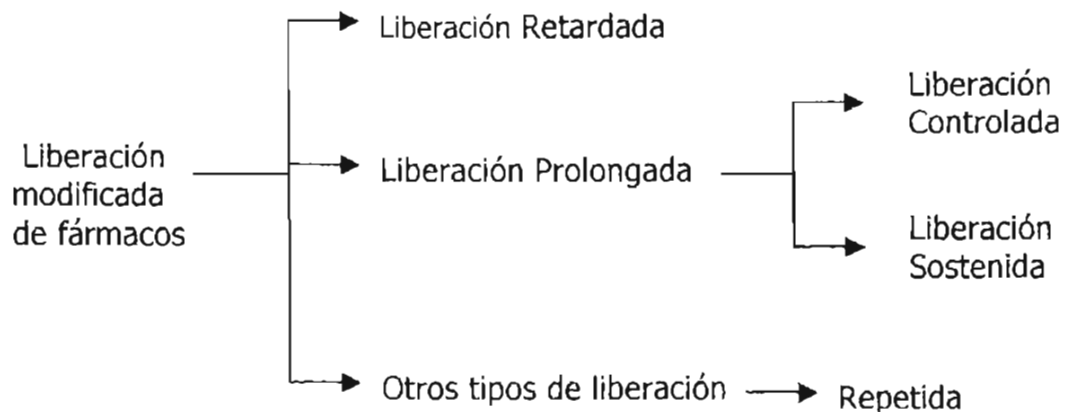 Liberación Retardada
Liberación
Controlada
Liberación
modificada
de fármacos
Liberación Prolongada
Liberación
Sostenida
Otros tipos de liberación
Repetida